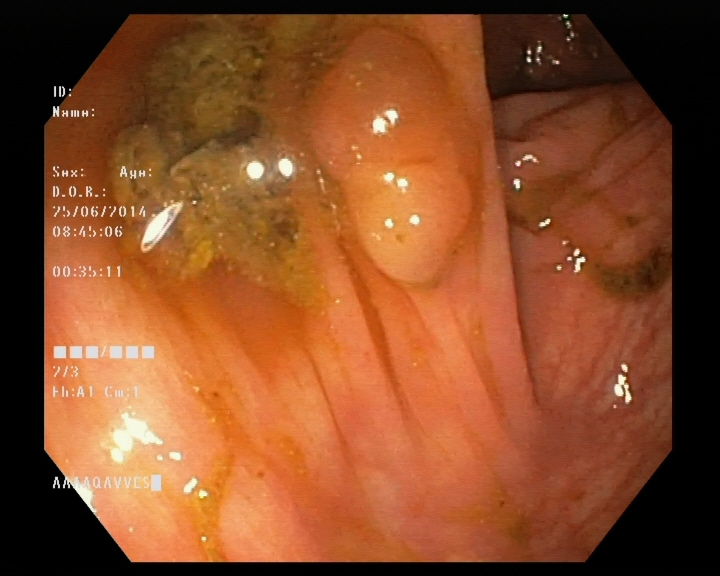 ID:
Name:
Sex: Age:
D.O.B.:
25/06/2014
08:45:06
00:35:11
■■■/■■■
2/3
Eh:A1 Cm:1